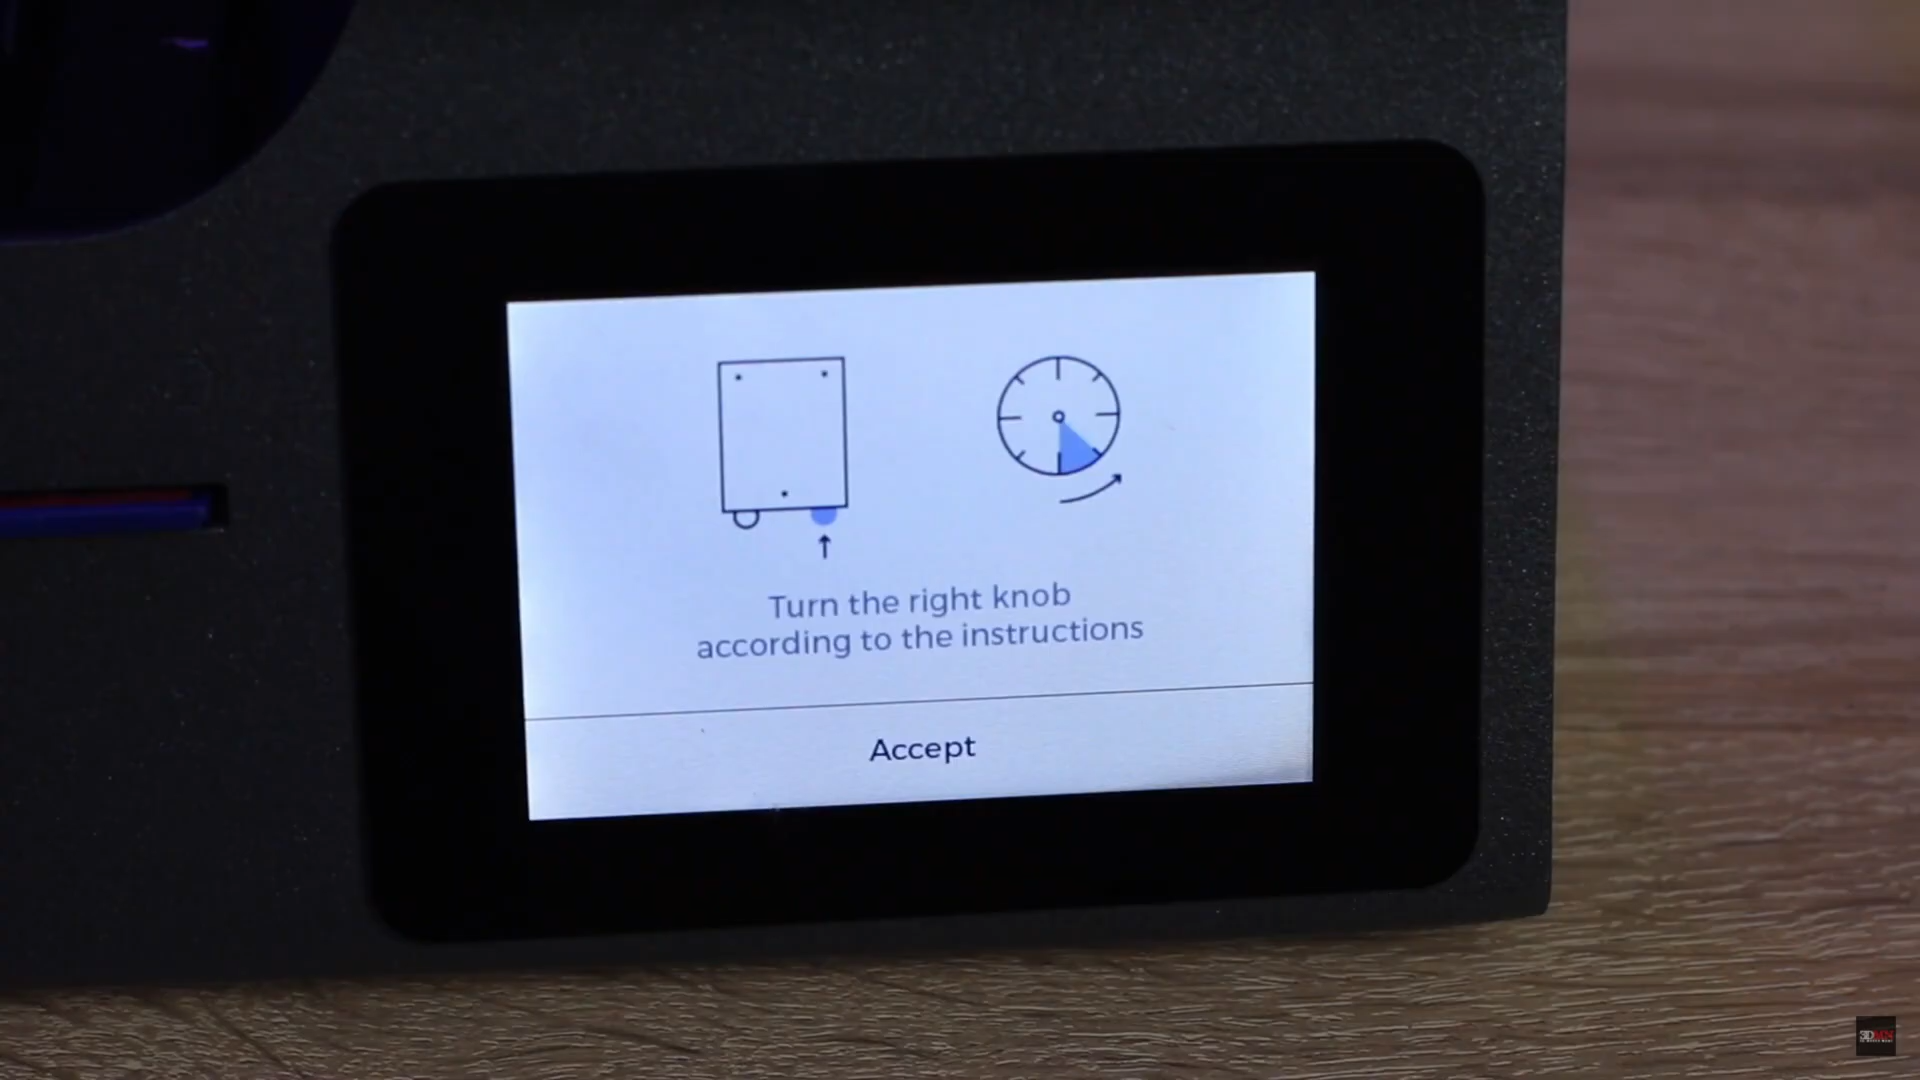 Turn the right knob
according to the instructions
Accept